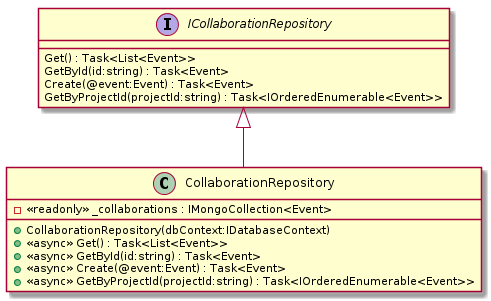 I ICollaborationRepository
Get() : Task<List<Event>>
GetById(id:string) : Task<Event>
Create(@event:Event) : Task<Event>
GetByProjectId(projectId:string) : Task<IOrderedEnumerable<Event>>
C CollaborationRepository
«readonly» _collaborations : IMongoCollection<Event>
CollaborationRepository(dbContext:IDatabaseContext)
«async» Get() : Task<List<Event>>
«async» GetById(id:string) : Task<Event>
«async» Create(@event:Event) : Task<Event>
«async» GetByProjectId(projectId:string) : Task<IOrderedEnumerable<Event>>